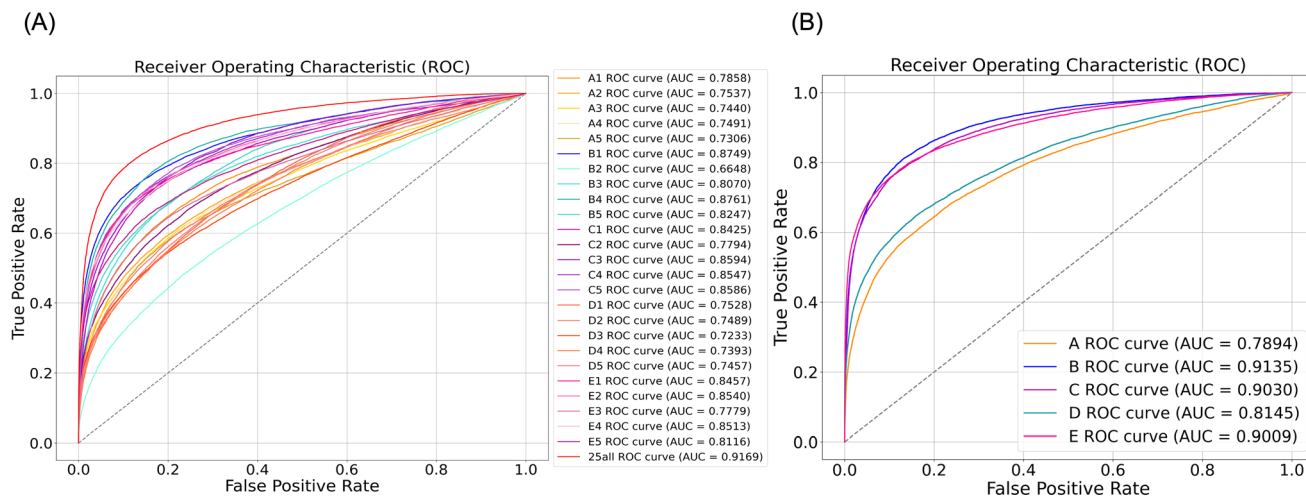 (A)
Receiver Operating Characteristic (ROC)
True Positive Rate
1.0
0.8
0.6
0.4
0.2
0.0
0.0 0.2 0.4 0.6 0.8 1.0
False Positive Rate
A1 ROC curve (AUC = 0.7858)
A2 ROC curve (AUC = 0.7537)
A3 ROC curve (AUC = 0.7440)
A4 ROC curve (AUC = 0.7491)
A5 ROC curve (AUC = 0.7306)
B1 ROC curve (AUC = 0.8749)
B2 ROC curve (AUC = 0.6648)
B3 ROC curve (AUC = 0.8070)
B4 ROC curve (AUC = 0.8761)
B5 ROC curve (AUC = 0.8247)
C1 ROC curve (AUC = 0.8425)
C2 ROC curve (AUC = 0.7794)
C3 ROC curve (AUC = 0.8594)
C4 ROC curve (AUC = 0.8547)
C5 ROC curve (AUC = 0.8586)
D1 ROC curve (AUC = 0.7528)
D2 ROC curve (AUC = 0.7489)
D3 ROC curve (AUC = 0.7233)
D4 ROC curve (AUC = 0.7393)
D5 ROC curve (AUC = 0.7457)
E1 ROC curve (AUC = 0.8457)
E2 ROC curve (AUC = 0.8540)
E3 ROC curve (AUC = 0.7779)
E4 ROC curve (AUC = 0.8513)
E5 ROC curve (AUC = 0.8116)
25all ROC curve (AUC = 0.9169)
(B)
Receiver Operating Characteristic (ROC)
True Positive Rate
1.0
0.8
0.6
0.4
0.2
0.0
0.0 0.2 0.4 0.6 0.8 1.0
False Positive Rate
A ROC curve (AUC = 0.7894)
B ROC curve (AUC = 0.9135)
C ROC curve (AUC = 0.9030)
D ROC curve (AUC = 0.8145)
E ROC curve (AUC = 0.9009)